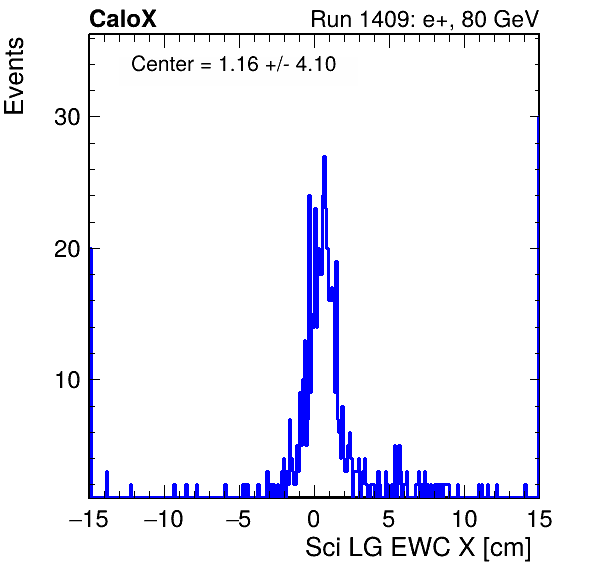 CaloX Run 1409: e+, 80 GeV
Events
Center = 1.16 +/- 4.10
30
20
10
−15 −10 −5 0 5 10 15
Sci LG EWC X [cm]